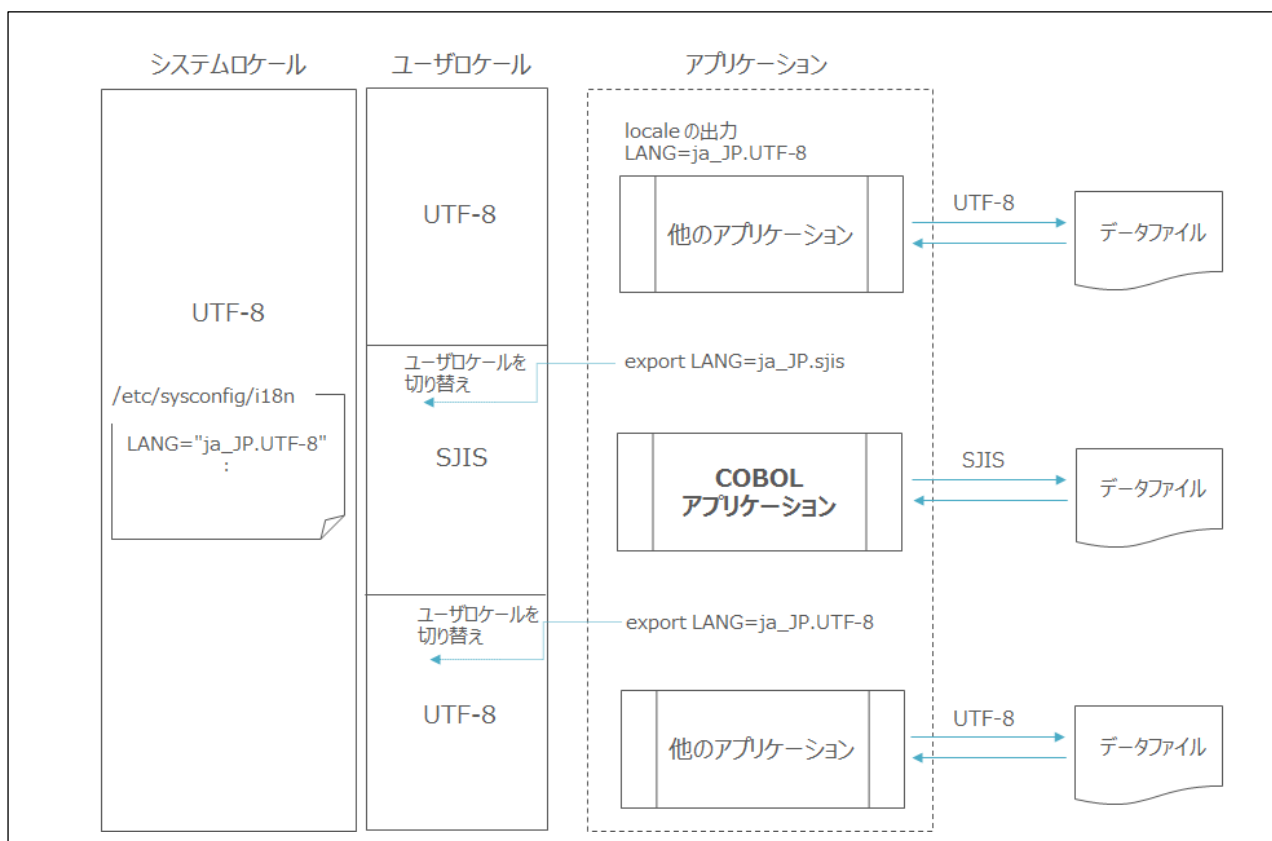 システムロケール
ユーザロケール
アプリケーション
UTF-8
/etc/sysconfig/i18n
LANG="ja_JP.UTF-8"
:
UTF-8
ユーザロケールを
切り替え
SJIS
ユーザロケールを
切り替え
UTF-8
locale の出力
LANG=ja_JP.UTF-8
他のアプリケーション
UTF-8
データファイル
export LANG=ja_JP.sjis
COBOL
アプリケーション
SJIS
データファイル
export LANG=ja_JP.UTF-8
他のアプリケーション
UTF-8
データファイル